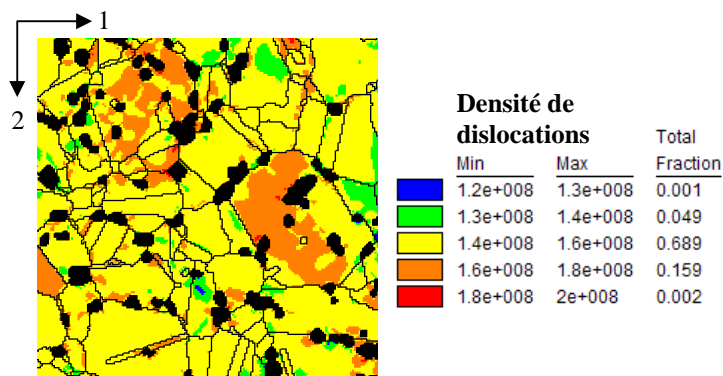 1
2
Densité de
dislocations
Total
Min Max Fraction
1.2e+008 1.3e+008 0.001
1.3e+008 1.4e+008 0.049
1.4e+008 1.6e+008 0.689
1.6e+008 1.8e+008 0.159
1.8e+008 2e+008 0.002